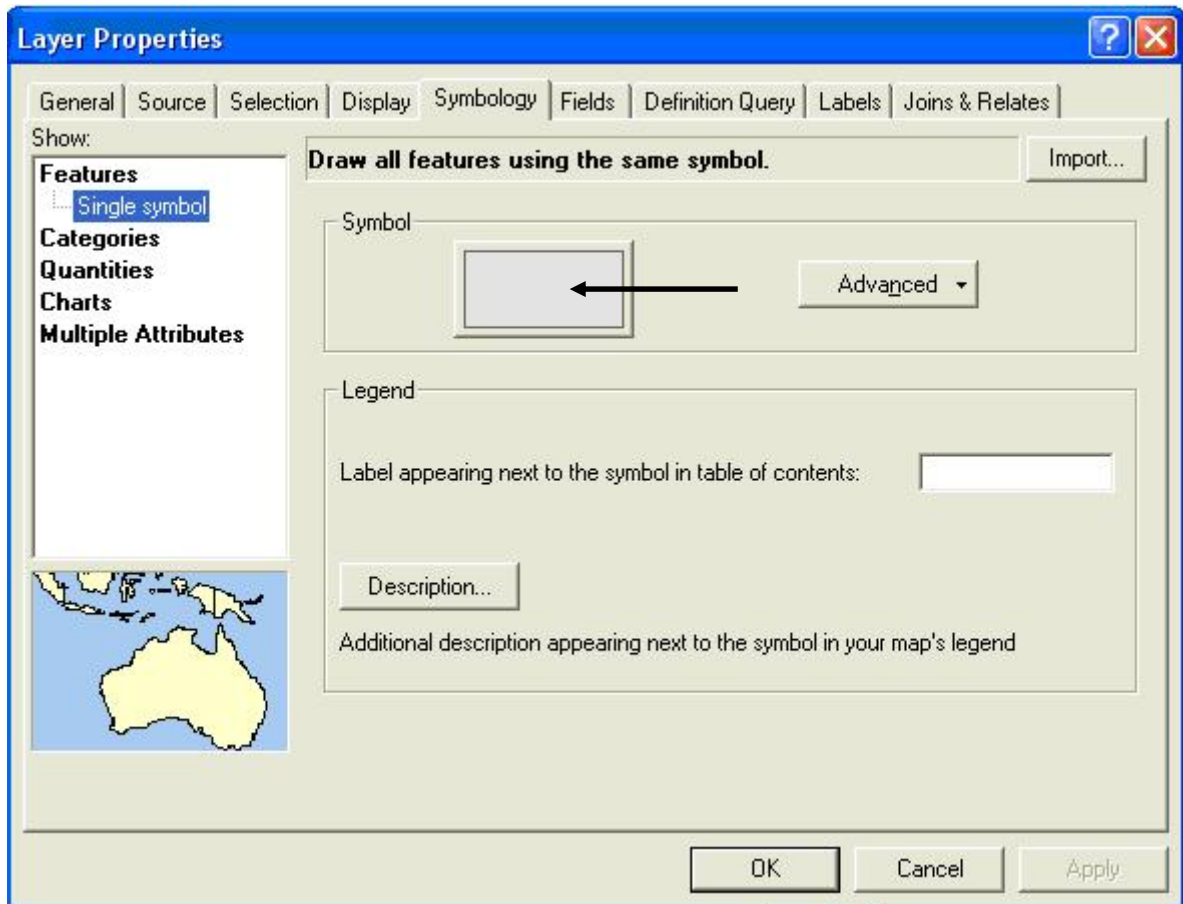 Layer Properties
General Source Selection Display Symbology Fields Definition Query Labels Joins & Relates
Show:
Features
Single symbol
Categories
Quantities
Charts
Multiple Attributes
Draw all features using the same symbol.
Import...
Symbol
Advanced
Legend
Label appearing next to the symbol in table of contents:
Description...
Additional description appearing next to the symbol in your map's legend
OK Cancel Apply